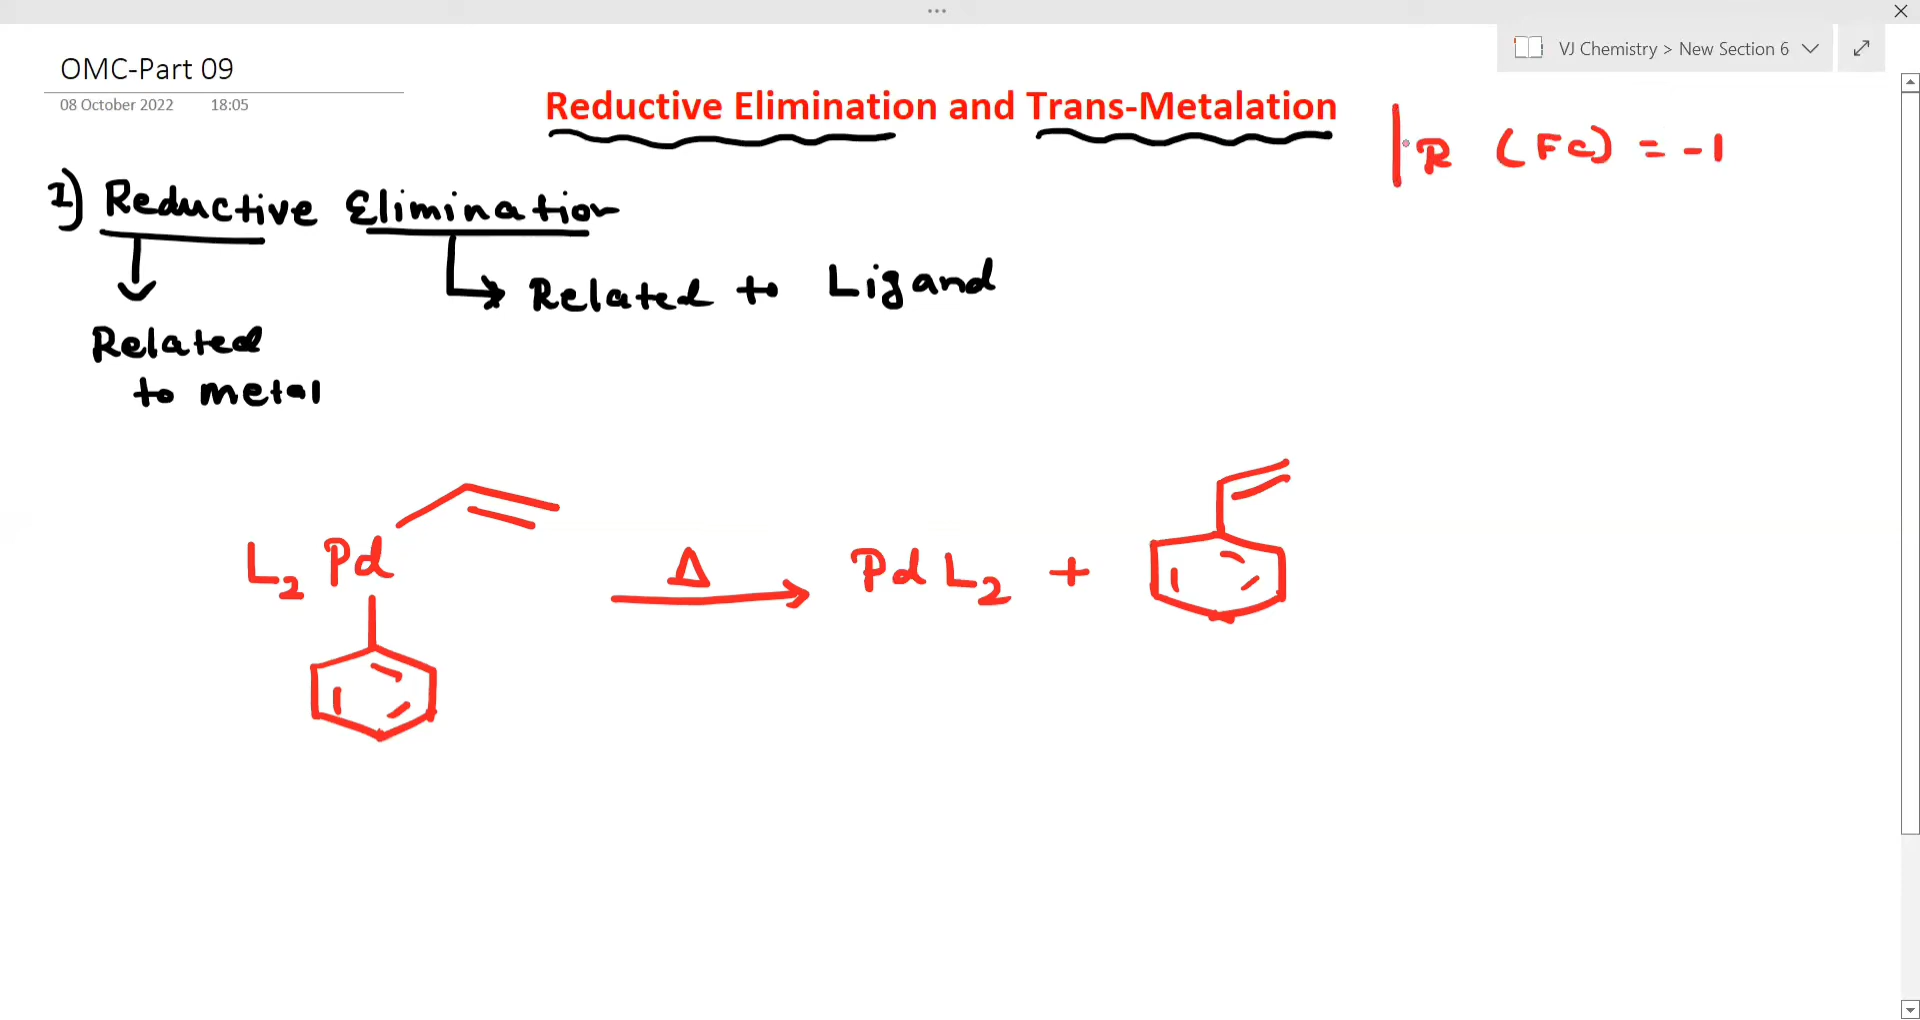 VJ Chemistry > New Section 6
OMC-Part 09
08 October 2022 18:05
Reductive Elimination and Trans-Metalation
R (FC) = -1
1) Reductive Elimination
Related to Ligand
Related
to metal
L2 Pd
Δ
Pd L2 +